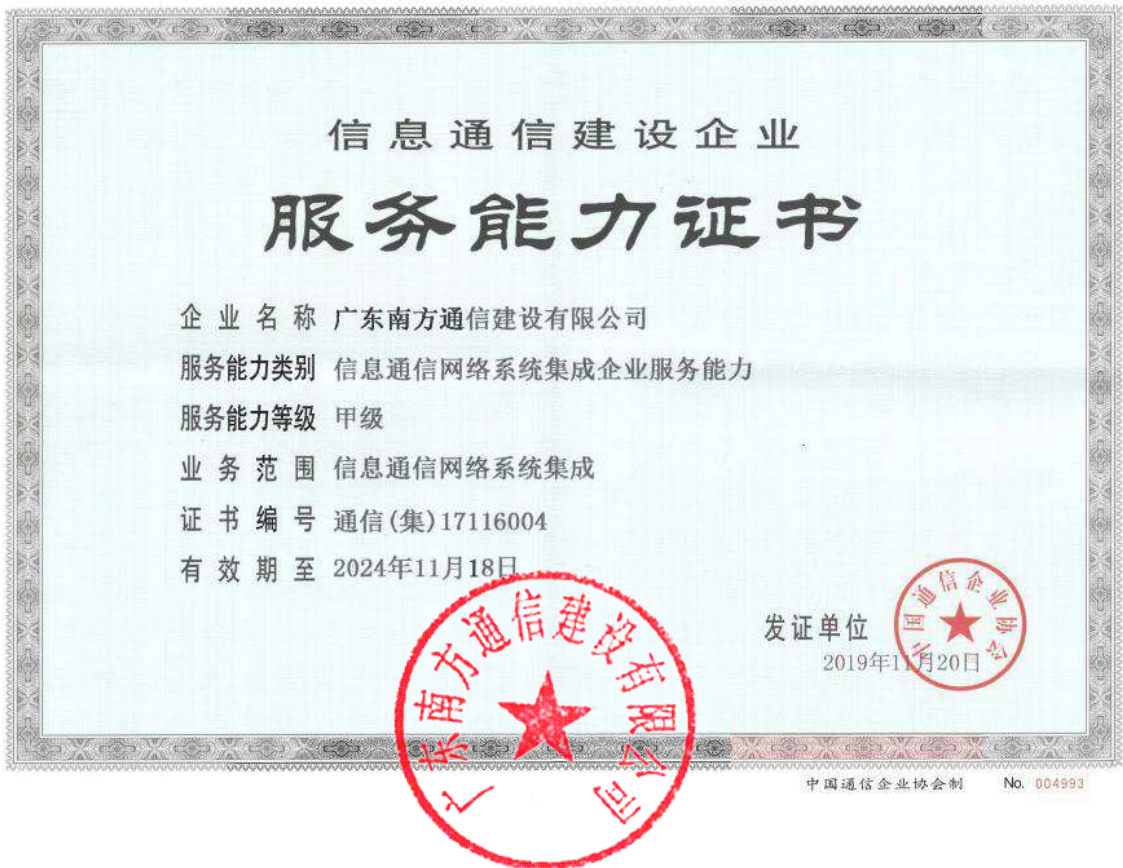 信息通信建设企业
服务能力证书
企业名称 广东南方通信建设有限公司
服务能力类别 信息通信网络系统集成企业服务能力
服务能力等级 甲级
业务范围 信息通信网络系统集成
证书编号 通信(集)17116004
有效期至 2024年11月18日
广东南方通信建设有限公司
发证单位
中国通信企业协会
2019年11月20日
中国通信企业协会制 No. 004993